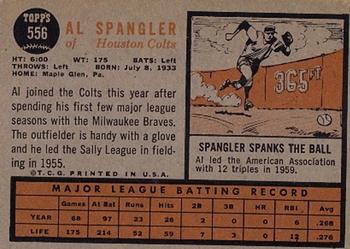 TOPPS
556
AL SPANGLER
of Houston Colts
HT: 6:00 WT: 175 BATS: Left
THROWS: Left BORN: July 8, 1933
HOME: Maple Glen, Pa.
Al joined the Colts this year after
spending his first few major league
seasons with the Milwaukee Braves.
The outfielder is handy with a glove
and he led the Sally League in fielding
in 1955.
© T.C.G. PRINTED IN U.S.A.
365FT
SPANGLER SPANKS THE BALL
Al led the American Association
with 12 triples in 1959.
MAJOR LEAGUE BATTING RECORD
Games At Bat Runs Hits 2B 3B HR RBI Avg.
YEAR 68 97 23 26 2 0 6 .268
LIFE 175 214 52 59 2 0 12 .276